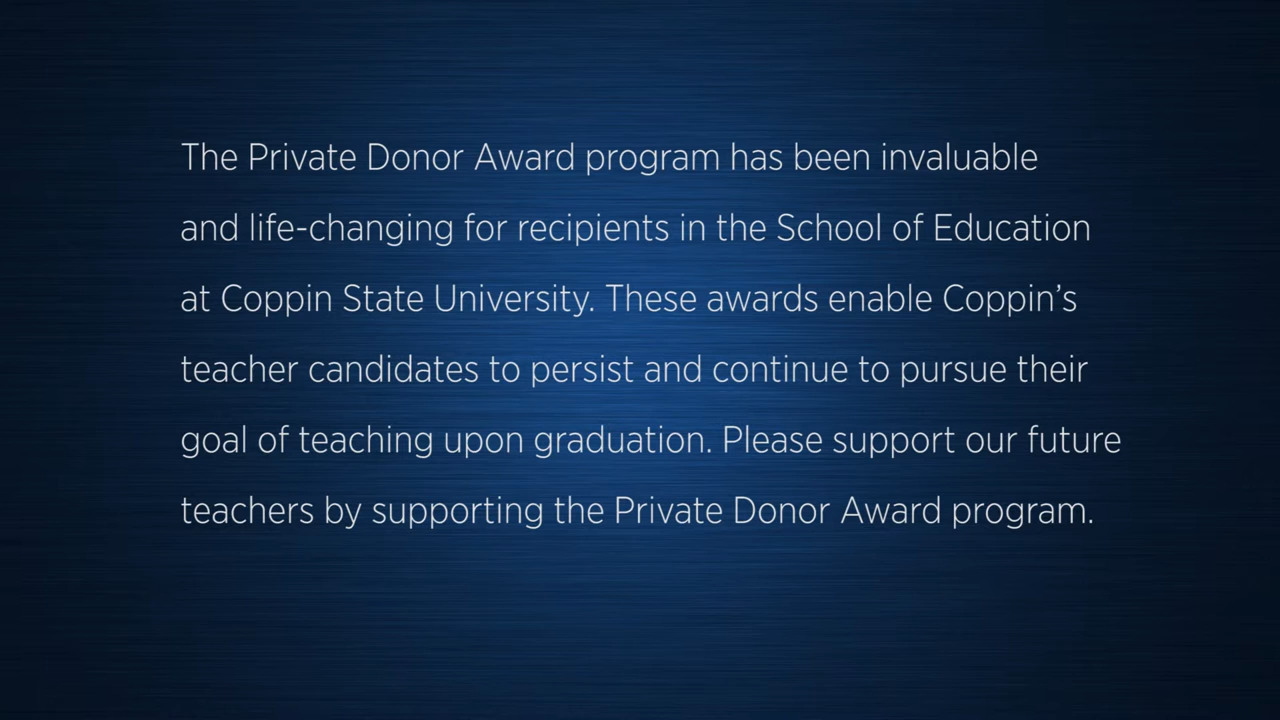 The Private Donor Award program has been invaluable
and life-changing for recipients in the School of Education
at Coppin State University. These awards enable Coppin’s
teacher candidates to persist and continue to pursue their
goal of teaching upon graduation. Please support our future
teachers by supporting the Private Donor Award program.